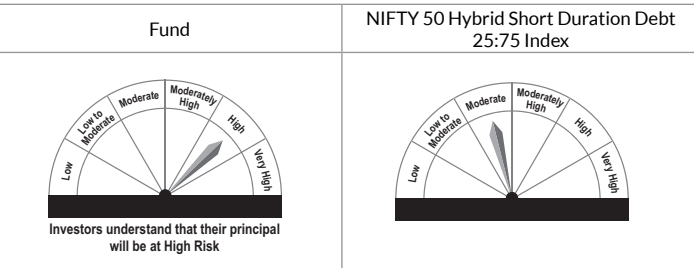 Fund
NIFTY 50 Hybrid Short Duration Debt
25:75 Index
Low
Low to
Moderate
Moderate
Moderately
High
High
Very High
Investors understand that their principal
will be at High Risk
Low
Low to
Moderate
Moderate
Moderately
High
High
Very High